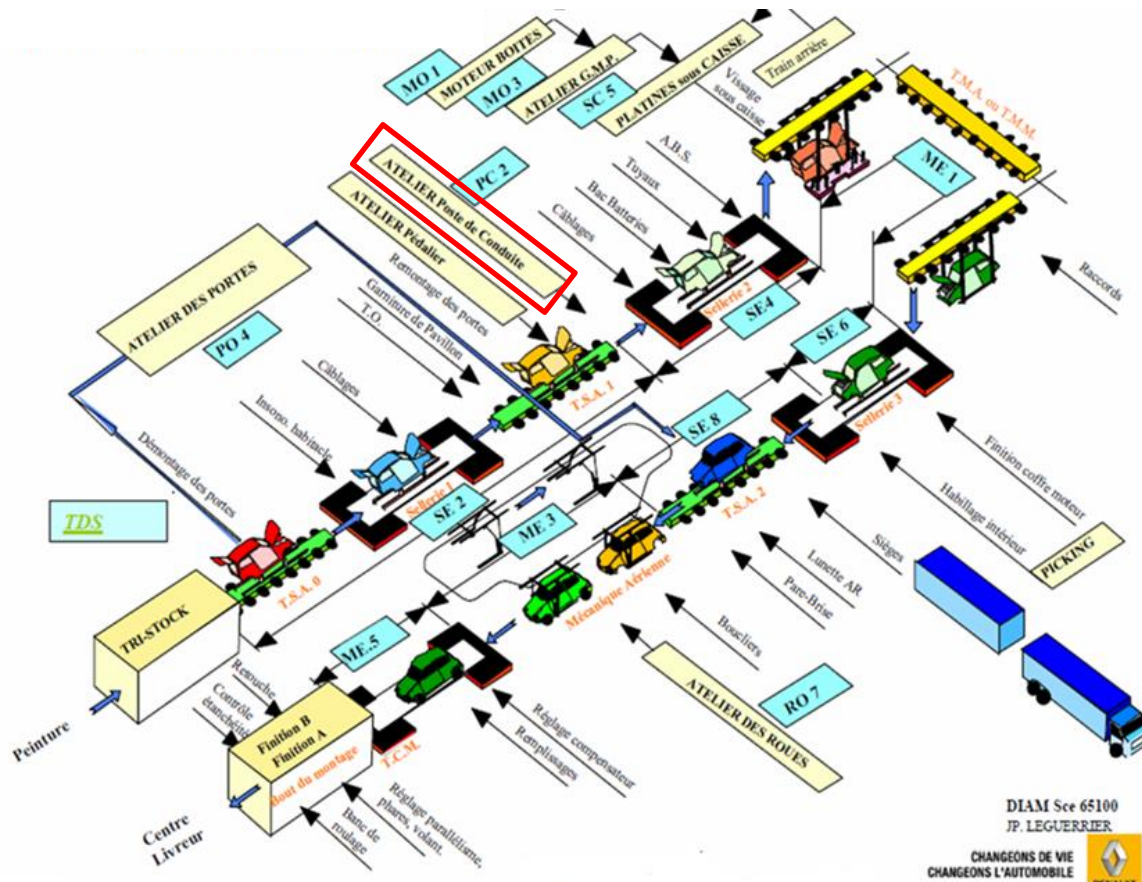 MO 1
MOTEUR BOITES
MO 3
ATELIER G.M.P.
SC 5
PLATINES sous CAISSE
Train arrière
Vissage
sous caisse
T.M.A. ou T.M.M.
ME 1
Raccords
A.B.S.
Tuyaux
Bac Batteries
Câblages
PC 2
ATELIER Poste de Conduite
ATELIER Pédalier
Remontage des portes
Garniture de Pavillon
T.O.
ATELIER DES PORTES
PO 4
Câblages
Insono. habitacle
Démontage des portes
TDS
Sellerie 2
SE4
SE 6
T.S.A. 1
Sellerie 3
SE 8
Sellerie 1
SE 2
ME 3
T.S.A. 2
T.S.A. 0
Mécanique Aérienne
Finition coffre moteur
Habillage intérieur
PICKING
Sièges
Lunette AR
Pare-Brise
Boucliers
RO 7
ATELIER DES ROUES
TRI-STOCK
Peinture
ME..5
Retouche
Contrôle
étanchéité
Finition B
Finition A
Bout du montage
T.C.M.
Réglage compensateur
Remplissages
Réglage parallélisme,
phares, volant.
Banc de
roulage
Centre
Livreur
DIAM Sce 65100
JP. LEGUERRIER
CHANGEONS DE VIE
CHANGEONS L'AUTOMOBILE